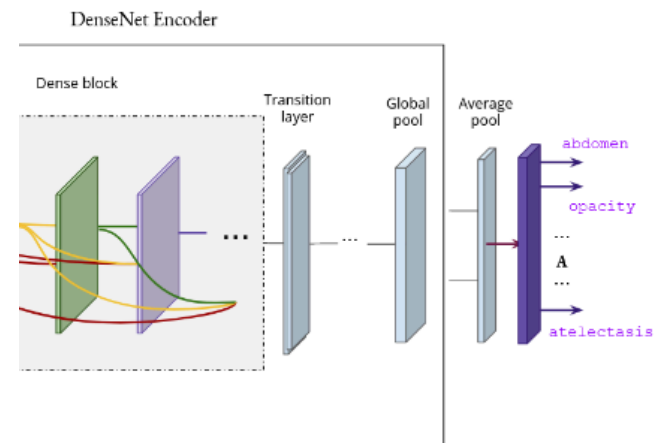 DenseNet Encoder
Dense block
Transition
layer
Global
pool
Average
pool
abdomen
opacity
...
A
...
atelectasis
...
...